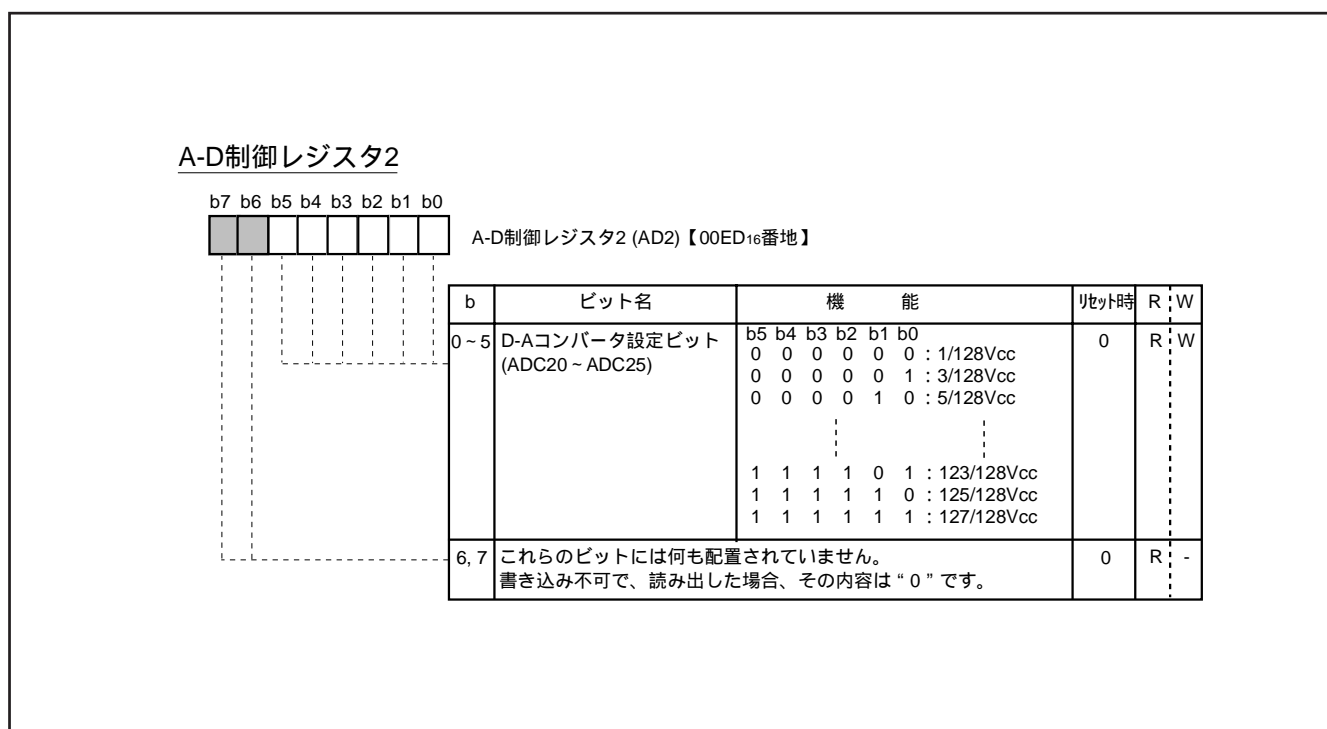 A-D制御レジスタ2
b7 b6 b5 b4 b3 b2 b1 b0
A-D制御レジスタ2 (AD2)【00ED16番地】
b ビット名 機 能 リセット時 R W
0 ~ 5 D-Aコンバータ設定ビット b5 b4 b3 b2 b1 b0 0 R W
(ADC20 ~ ADC25) 0 0 0 0 0 0 : 1/128Vcc
0 0 0 0 0 1 : 3/128Vcc
0 0 0 0 1 0 : 5/128Vcc
1 1 1 1 0 1 : 123/128Vcc
1 1 1 1 1 0 : 125/128Vcc
1 1 1 1 1 1 : 127/128Vcc
6, 7 これらのビットには何も配置されていません。 0 R -
書き込み不可で、読み出した場合、その内容は “ 0 ” です。